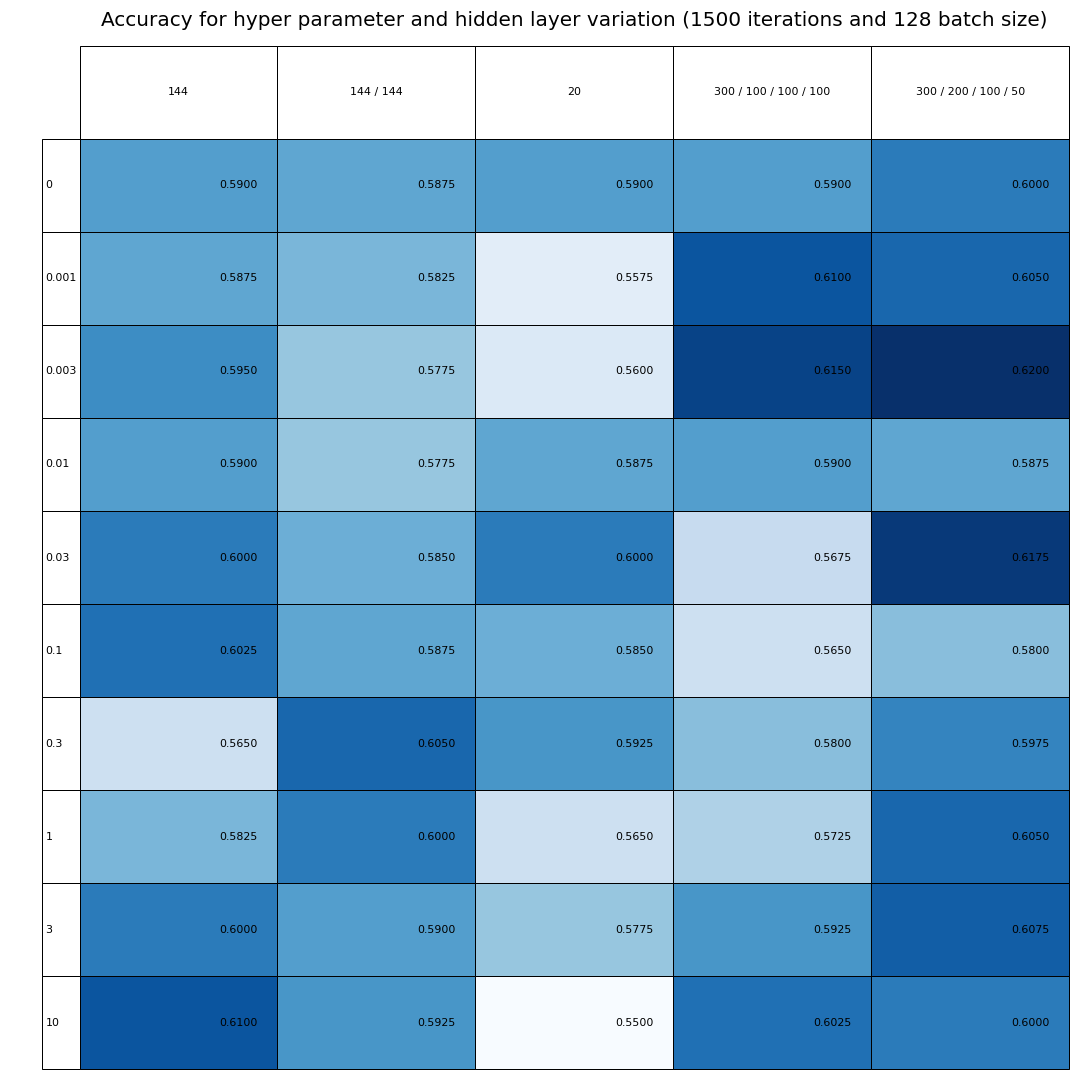 Accuracy for hyper parameter and hidden layer variation (1500 iterations and 128 batch size)
144 144 / 144 20 300 / 100 / 100 / 100 300 / 200 / 100 / 50
0 0.5900 0.5875 0.5900 0.5900 0.6000
0.001 0.5875 0.5825 0.5575 0.6100 0.6050
0.003 0.5950 0.5775 0.5600 0.6150 0.6200
0.01 0.5900 0.5775 0.5875 0.5900 0.5875
0.03 0.6000 0.5850 0.6000 0.5675 0.6175
0.1 0.6025 0.5875 0.5850 0.5650 0.5800
0.3 0.5650 0.6050 0.5925 0.5800 0.5975
1 0.5825 0.6000 0.5650 0.5725 0.6050
3 0.6000 0.5900 0.5775 0.5925 0.6075
10 0.6100 0.5925 0.5500 0.6025 0.6000